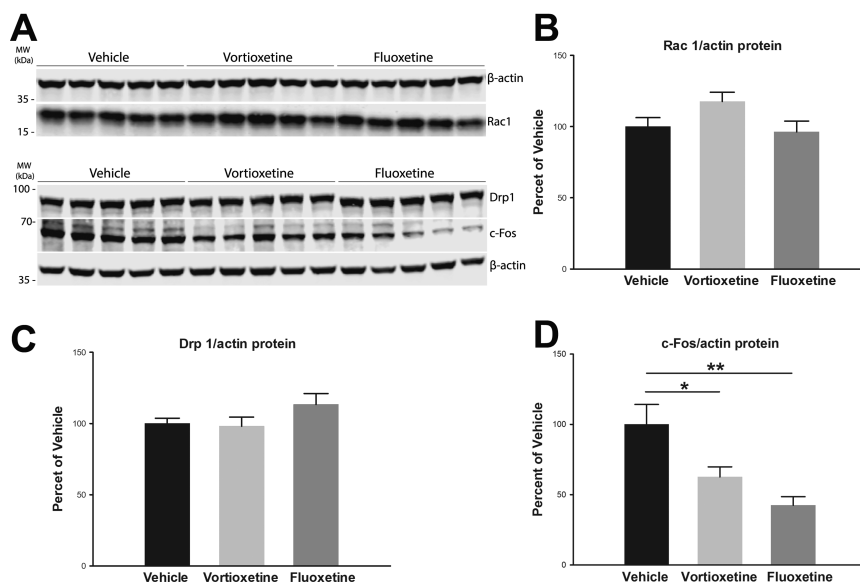 A
MW
(kDa)
Vehicle
Vortioxetine
Fluoxetine
β-actin
35 -
Rac1
15 -
MW
(kDa)
Vehicle
Vortioxetine
Fluoxetine
100 -
Drp1
70-
c-Fos
β-actin
35 -
B
Rac 1/actin protein
150
100
50
0
Percet of Vehicle
Vehicle
Vortioxetine
Fluoxetine
C
Drp 1/actin protein
150
100
50
0
Percet of Vehicle
Vehicle
Vortioxetine
Fluoxetine
D
c-Fos/actin protein
150
100
50
0
Percent of Vehicle
**
*
Vehicle
Vortioxetine
Fluoxetine